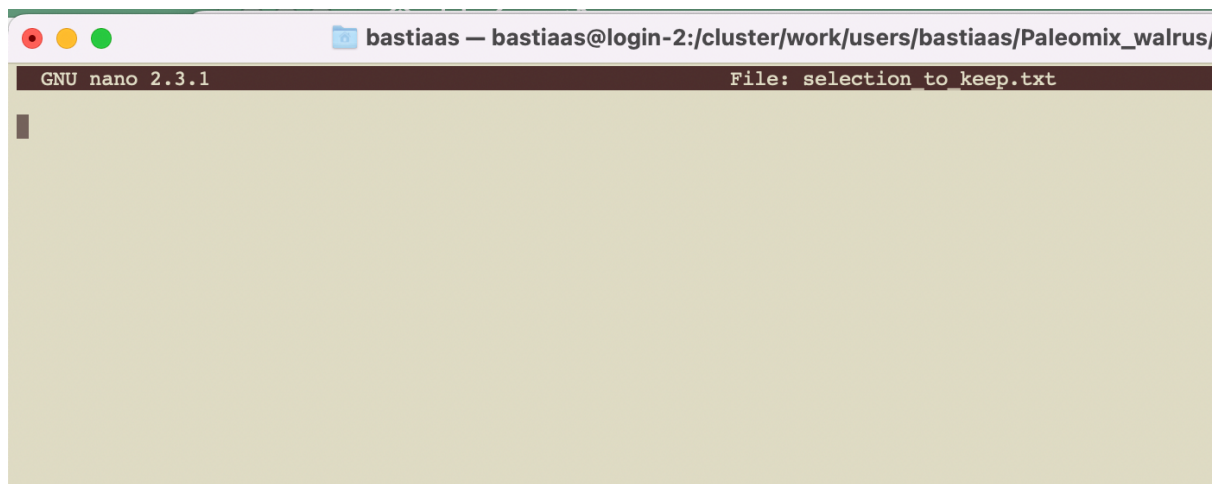 bastiaas — bastiaas@login-2:/cluster/work/users/bastiaas/Paleomix_walrus/
GNU nano 2.3.1 File: selection_to_keep.txt